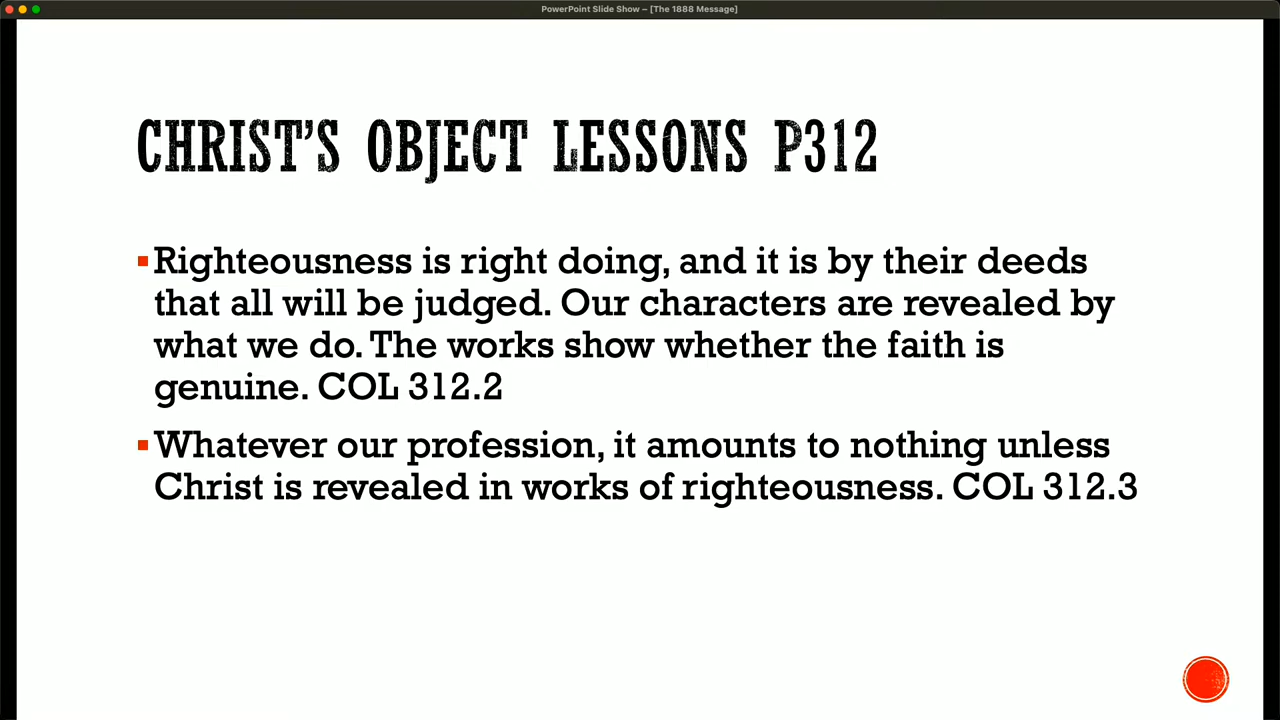 PowerPoint Slide Show – [The 1888 Message]
CHRIST'S OBJECT LESSONS P312
Righteousness is right doing, and it is by their deeds
that all will be judged. Our characters are revealed by
what we do. The works show whether the faith is
genuine. COL 312.2
Whatever our profession, it amounts to nothing unless
Christ is revealed in works of righteousness. COL 312.3